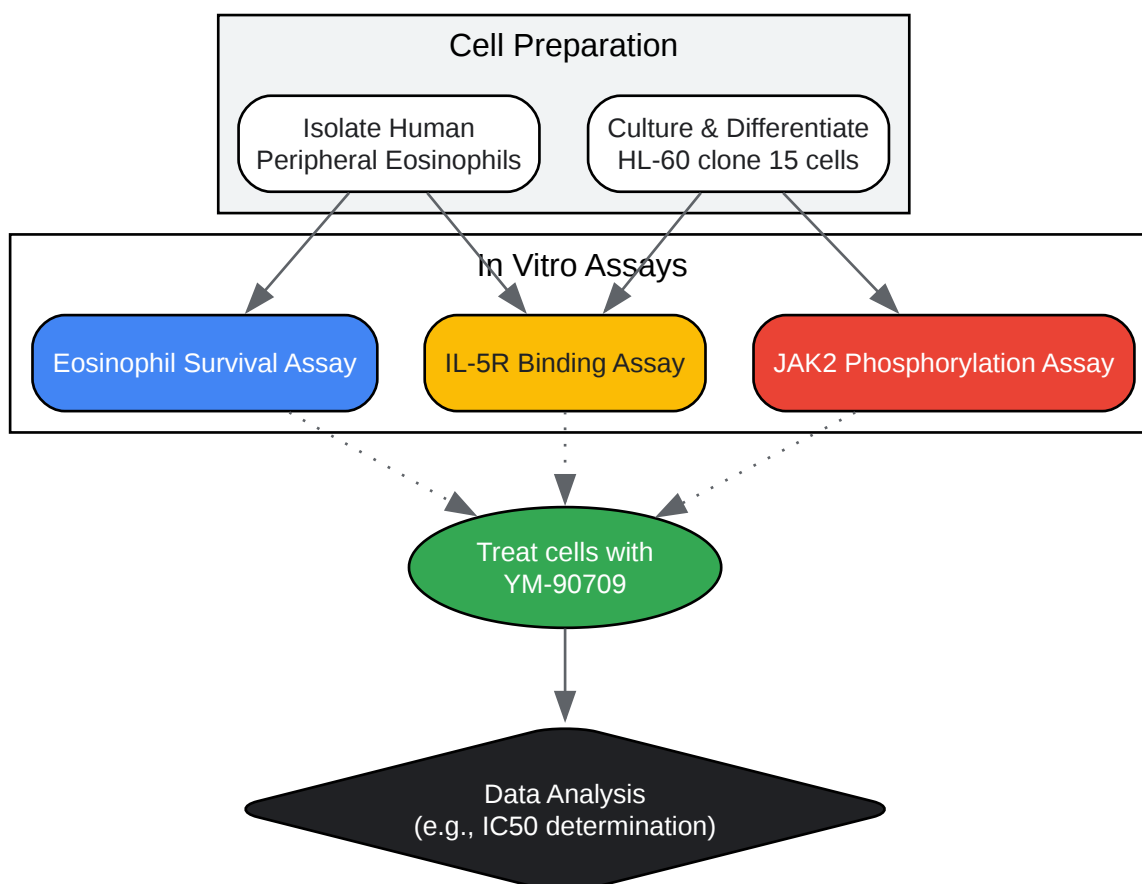 Cell Preparation
Isolate Human
Peripheral Eosinophils
Culture & Differentiate
HL-60 clone 15 cells
In Vitro Assays
Eosinophil Survival Assay
IL-5R Binding Assay
JAK2 Phosphorylation Assay
Treat cells with
YM-90709
Data Analysis
(e.g., IC50 determination)